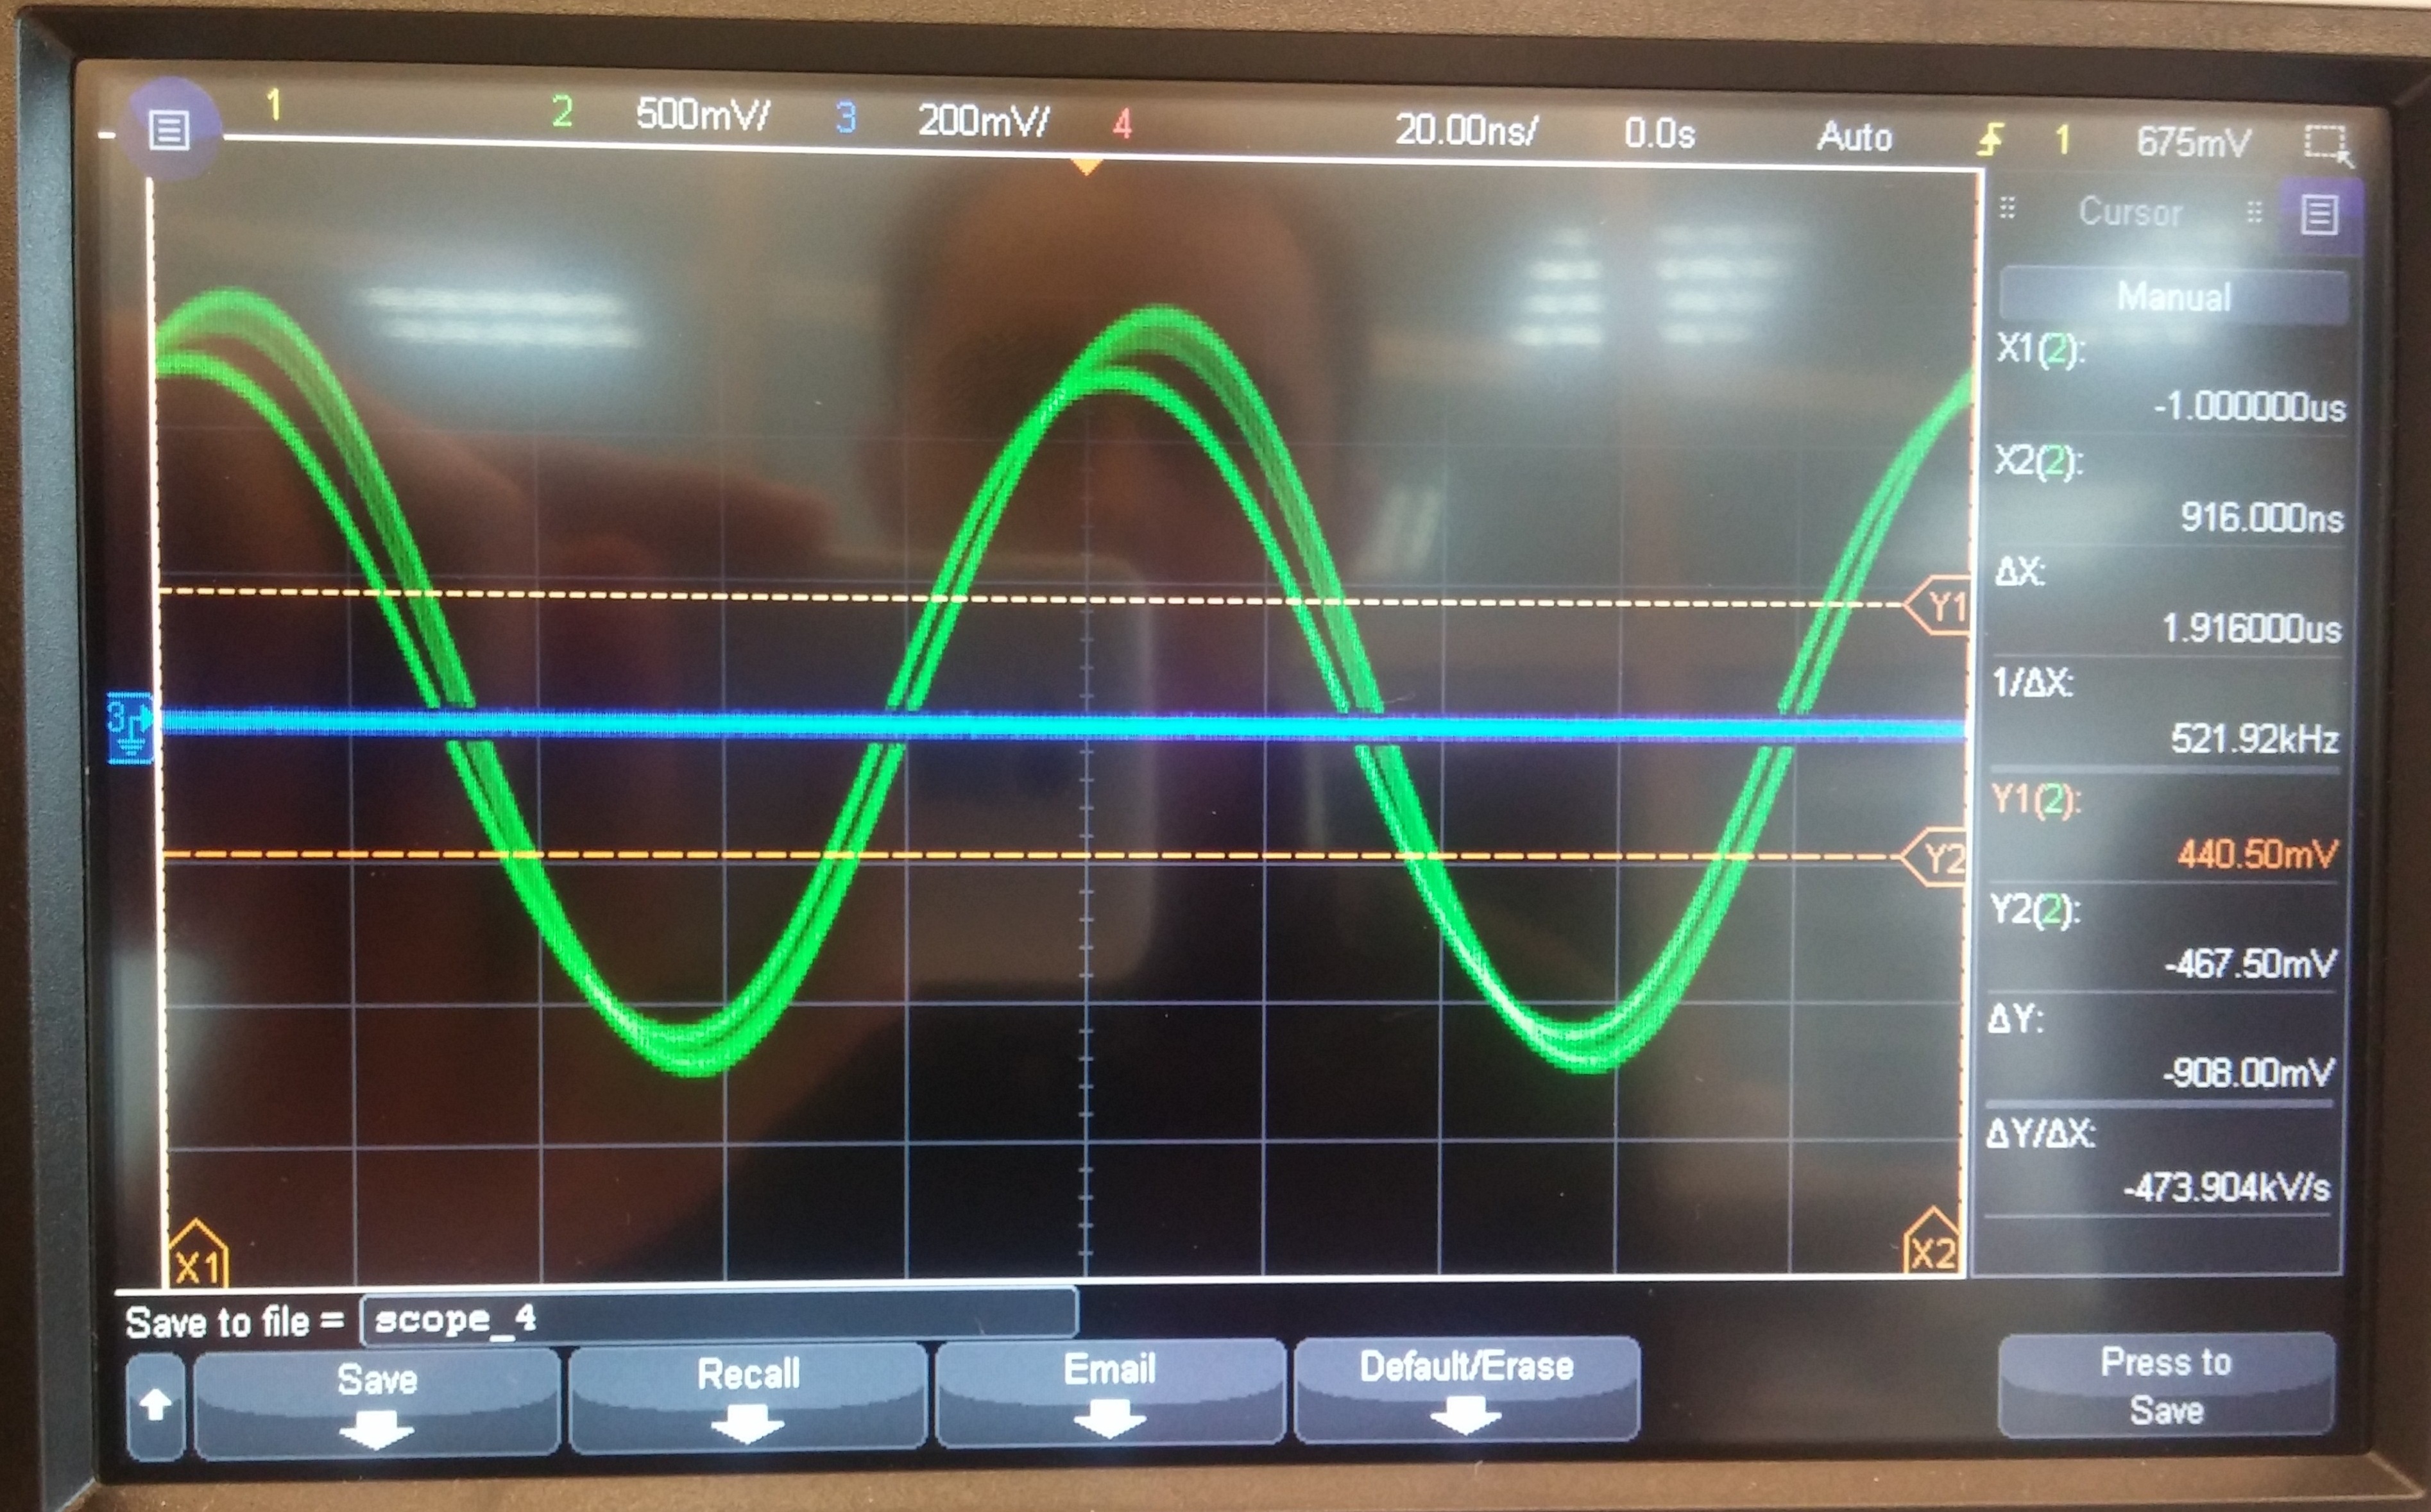 1 2 500mV/ 3 200mV/ 4 20.00ns/ 0.0s Auto 1 675mV
Cursor
Manual
X1(2):
-1.000000us
X2(2):
916.000ns
ΔX:
1.916000us
1/ΔX:
521.92kHz
Y1(2):
440.50mV
Y2(2):
-467.50mV
ΔY:
-908.00mV
ΔY/ΔX:
-473.904kV/s
Y1
3
Y2
X1 X2
Save to file = scope_4
Save Recall Email Default/Erase
Press to
Save